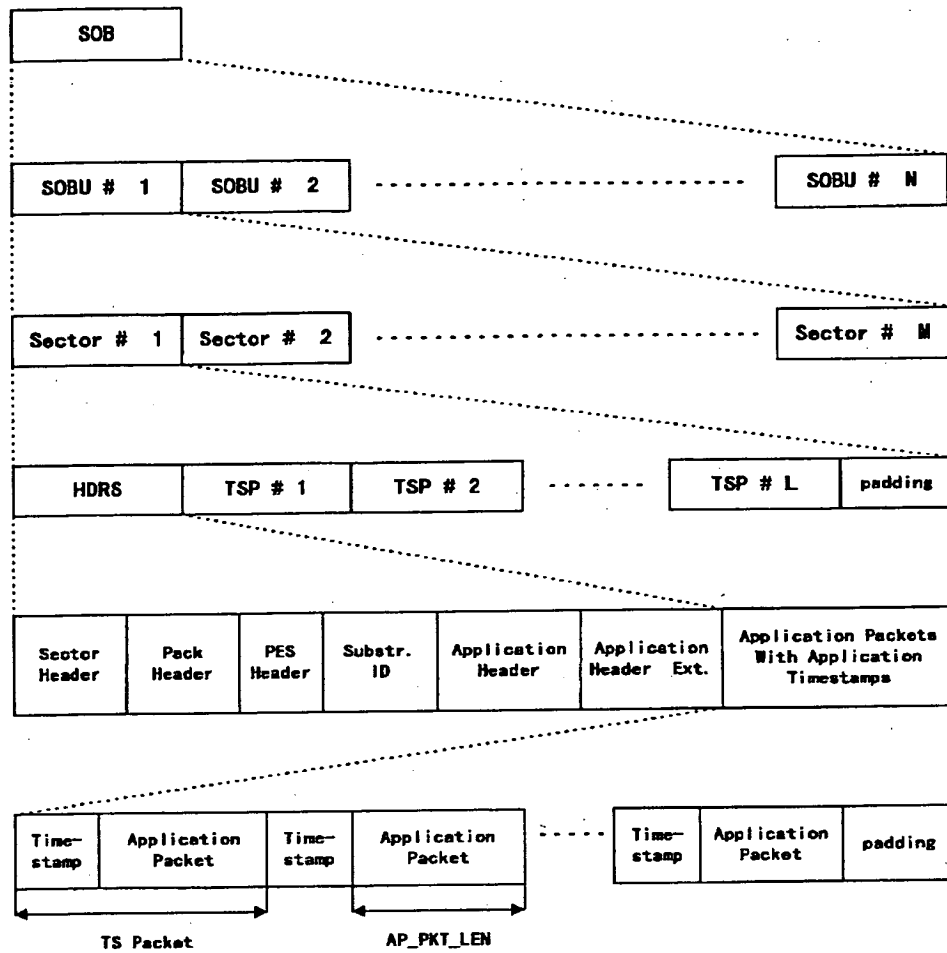 SOB
SOBU # 1 SOBU # 2 SOBU # N
Sector # 1 Sector # 2 Sector # M
HDRS TSP # 1 TSP # 2 TSP # L padding
Sector Header
Pack Header
PES Header
Substr. ID
Application Header
Application Header Ext.
Application Packets
With Application
Timestamps
Time-
stamp
Application
Packet
Time-
stamp
Application
Packet
Time-
stamp
Application
Packet
padding
TS Packet
AP_PKT_LEN